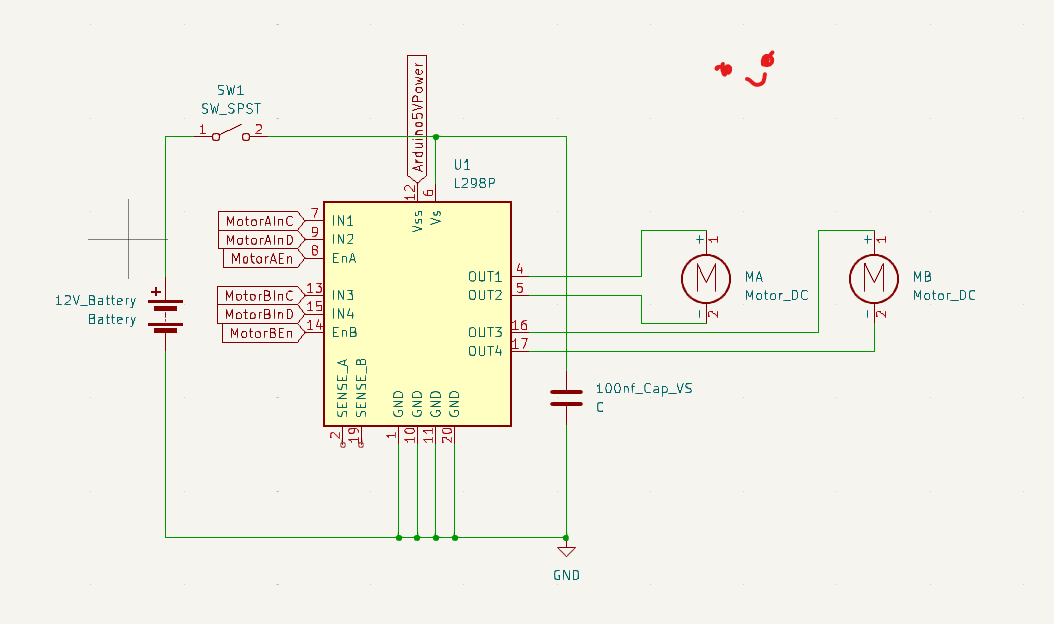 SW1
SW_SPST
1 2
Arduino5VPower
U1
L298P
12 6
Vss Vs
MotorAInC 7 IN1
MotorAInD 9 IN2
MotorAEn 8 EnA
MotorBInC 13 IN3
MotorBInD 15 IN4
MotorBEn 14 EnB
OUT1 4
OUT2 5
OUT3 16
OUT4 17
SENSE_A SENSE_B GND GND GND GND
2 19 1 10 11 20
12V_Battery
Battery
+
+ 1
M
- 2
MA
Motor_DC
+ 1
M
- 2
MB
Motor_DC
100nf_Cap_VS
C
GND